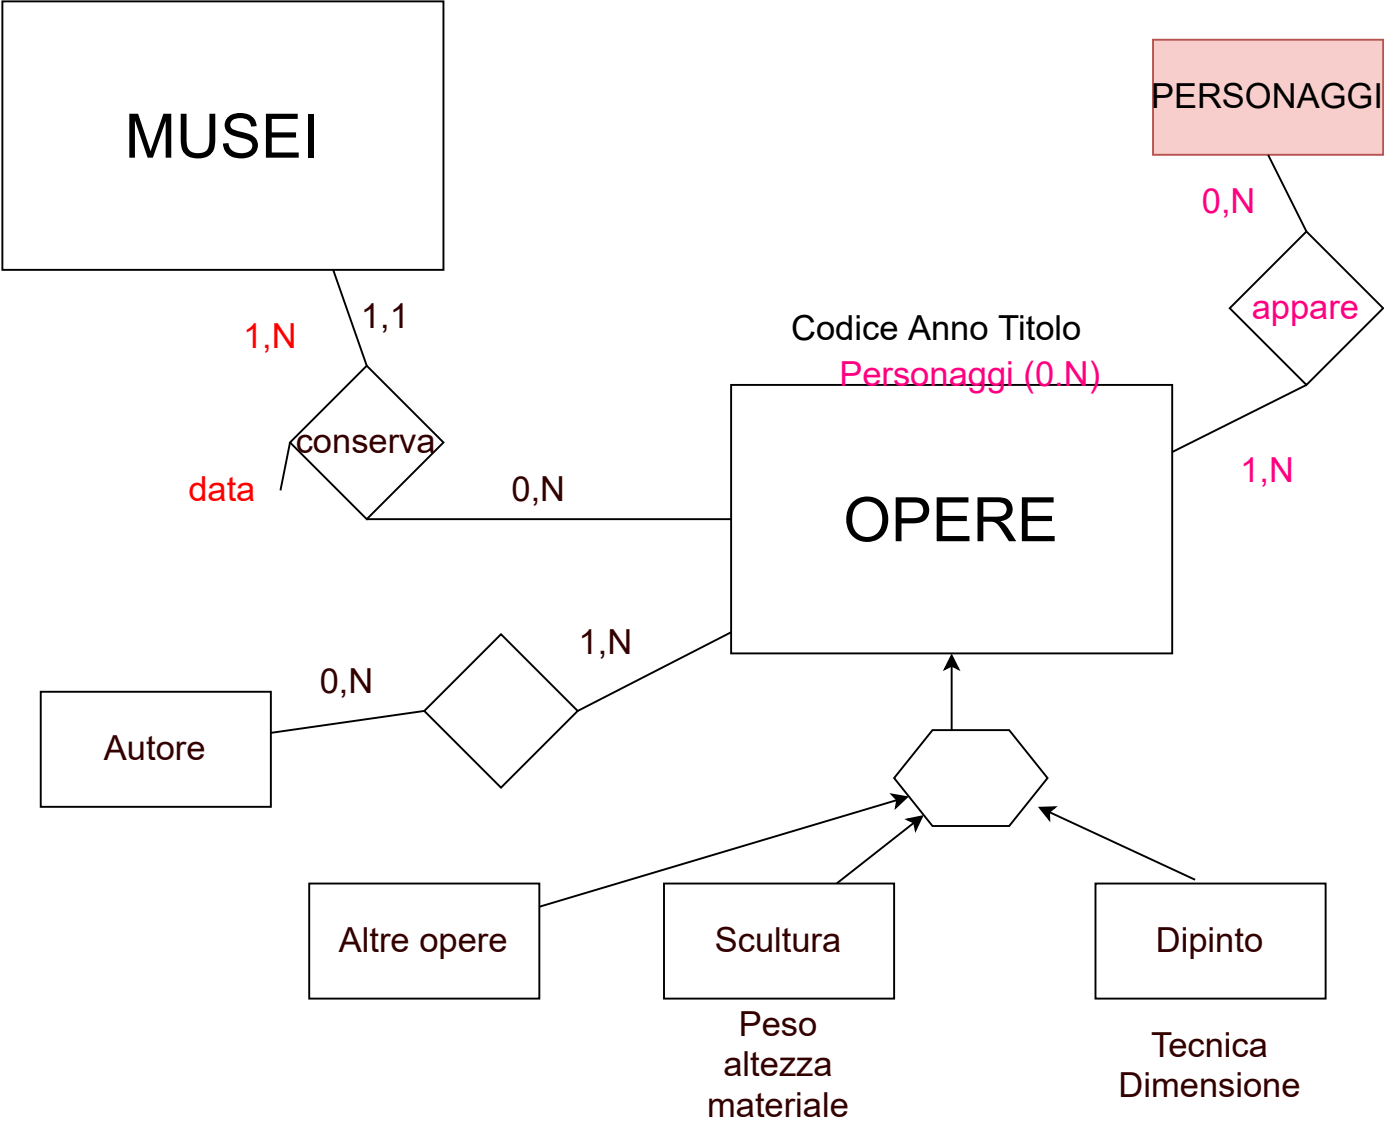 MUSEI
PERSONAGGI
0,N
appare
1,N
1,1
1,N
Codice Anno Titolo
Personaggi (0.N)
conserva
data
0,N
OPERE
1,N
0,N
Autore
Altre opere
Scultura
Dipinto
Peso
altezza
materiale
Tecnica
Dimensione